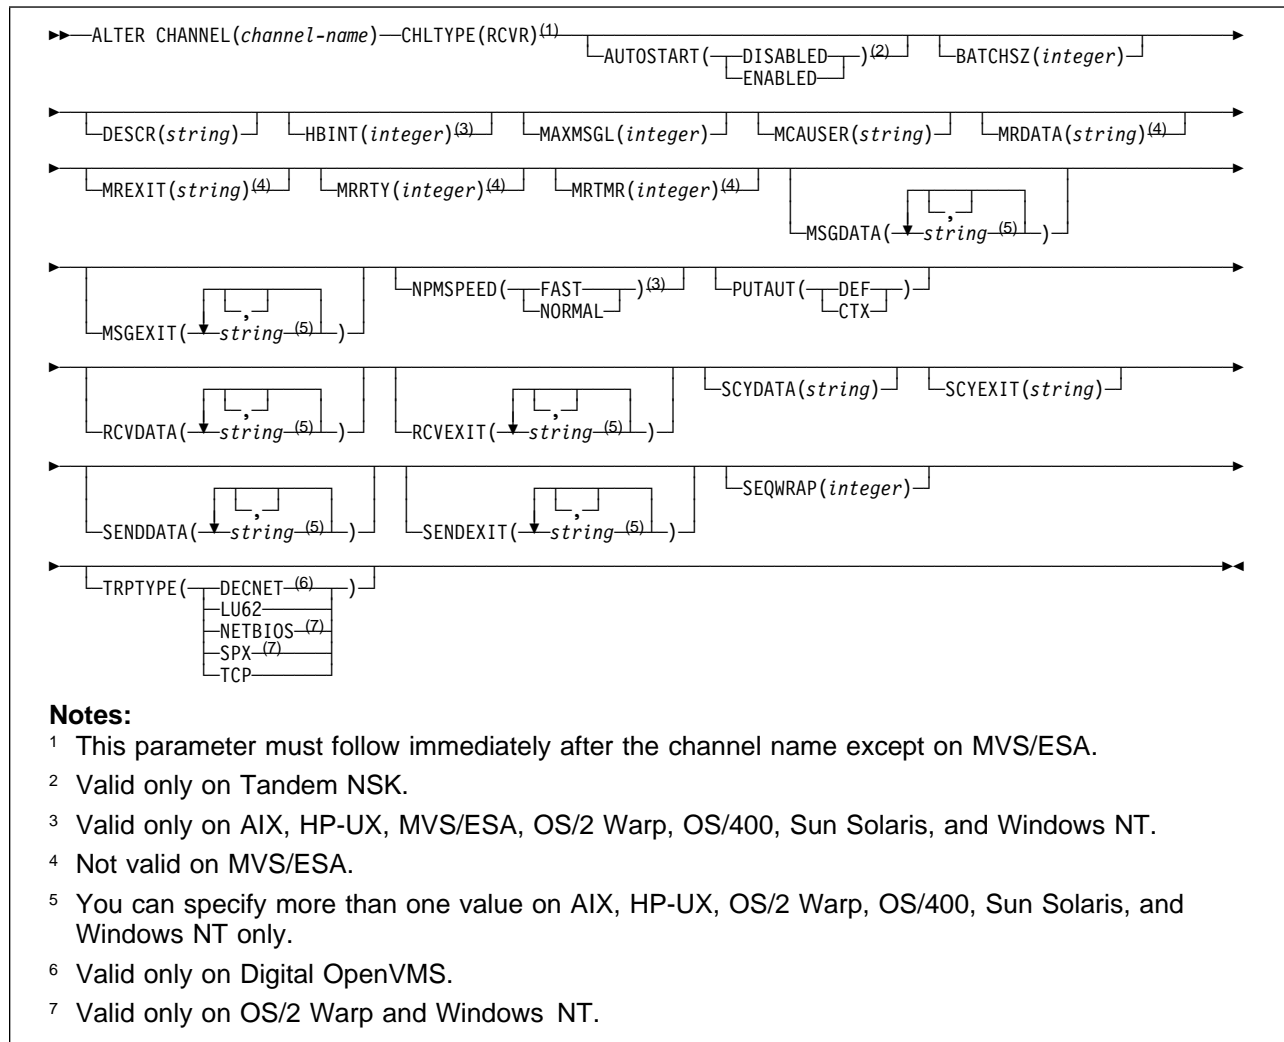 ALTER CHANNEL(channel-name) CHLTYPE(RCVR) (1) AUTOSTART( DISABLED ) (2) BATCHSZ(integer)
ENABLED
DESCR(string) HBINT(integer) (3) MAXMSGL(integer) MCAUSER(string) MRDATA(string) (4)
MREXIT(string) (4) MRRTY(integer) (4) MRTMR(integer) (4)
,
MSGDATA( string (5) )
NPMSPEED( FAST ) (3) PUTAUT( DEF )
, NORMAL CTX
MSGEXIT( string (5) )
SCYDATA(string) SCYEXIT(string)
, ,
RCVDATA( string (5) ) RCVEXIT( string (5) )
SEQWRAP(integer)
, ,
SENDDATA( string (5) ) SENDEXIT( string (5) )
TRPTYPE( DECNET (6) )
LU62
NETBIOS (7)
SPX (7)
TCP
Notes:
1 This parameter must follow immediately after the channel name except on MVS/ESA.
2 Valid only on Tandem NSK.
3 Valid only on AIX, HP-UX, MVS/ESA, OS/2 Warp, OS/400, Sun Solaris, and Windows NT.
4 Not valid on MVS/ESA.
5 You can specify more than one value on AIX, HP-UX, OS/2 Warp, OS/400, Sun Solaris, and
Windows NT only.
6 Valid only on Digital OpenVMS.
7 Valid only on OS/2 Warp and Windows NT.